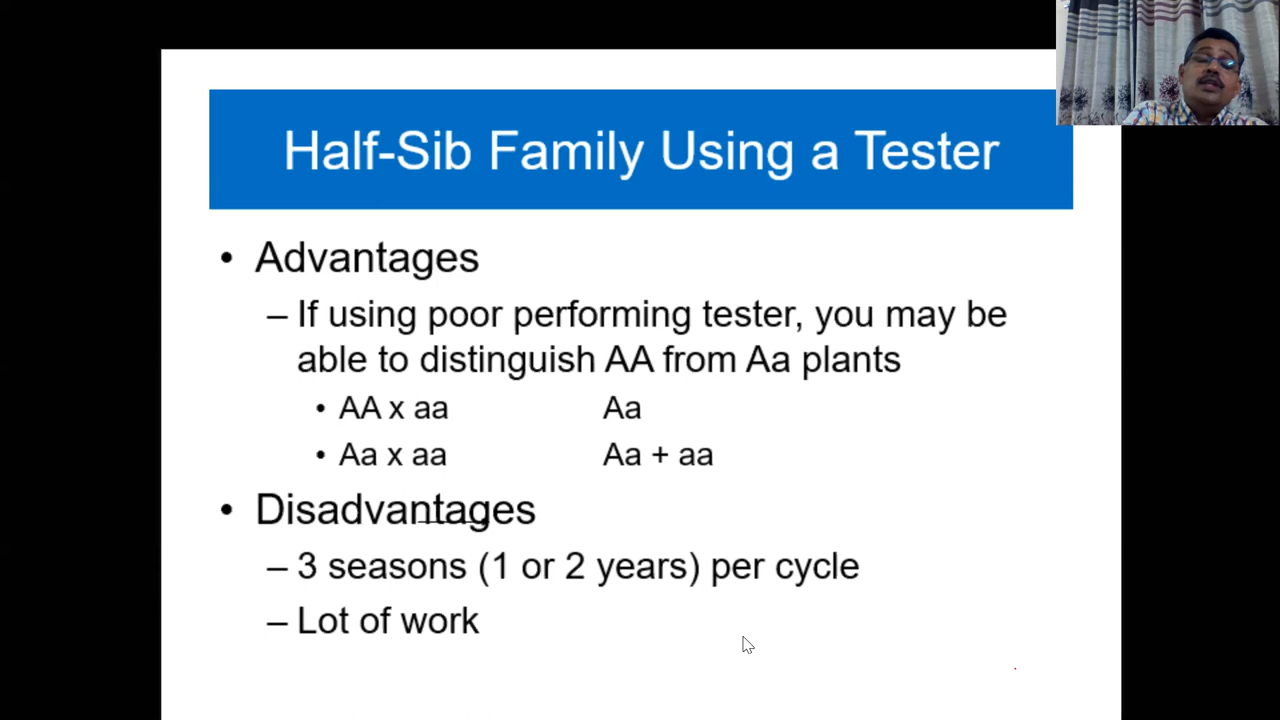 Half-Sib Family Using a Tester
• Advantages
– If using poor performing tester, you may be
able to distinguish AA from Aa plants
• AA x aa Aa
• Aa x aa Aa + aa
• Disadvantages
– 3 seasons (1 or 2 years) per cycle
– Lot of work